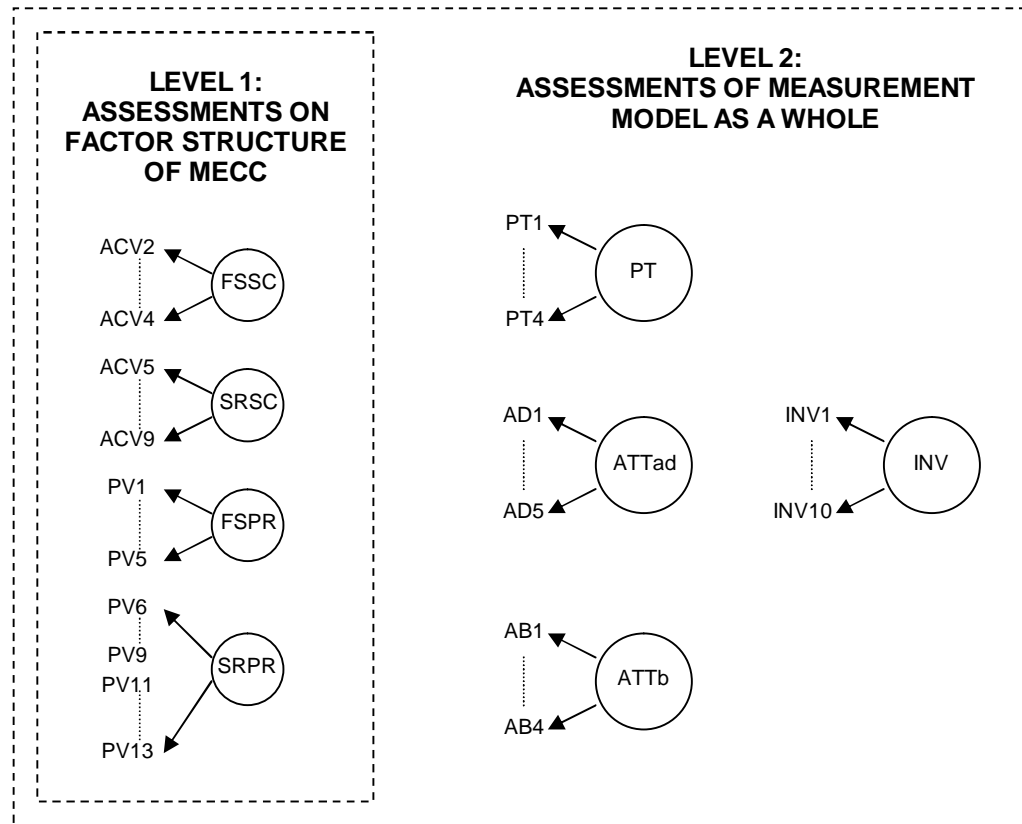 LEVEL 1:
ASSESSMENTS ON
FACTOR STRUCTURE
OF MECC
ACV2
FSSC
ACV4
ACV5
SRSC
ACV9
PV1
FSPR
PV5
PV6
PV9
SRPR
PV11
PV13
LEVEL 2:
ASSESSMENTS OF MEASUREMENT
MODEL AS A WHOLE
PT1
PT
PT4
AD1
ATTad
AD5
INV1
INV
INV10
AB1
ATTb
AB4